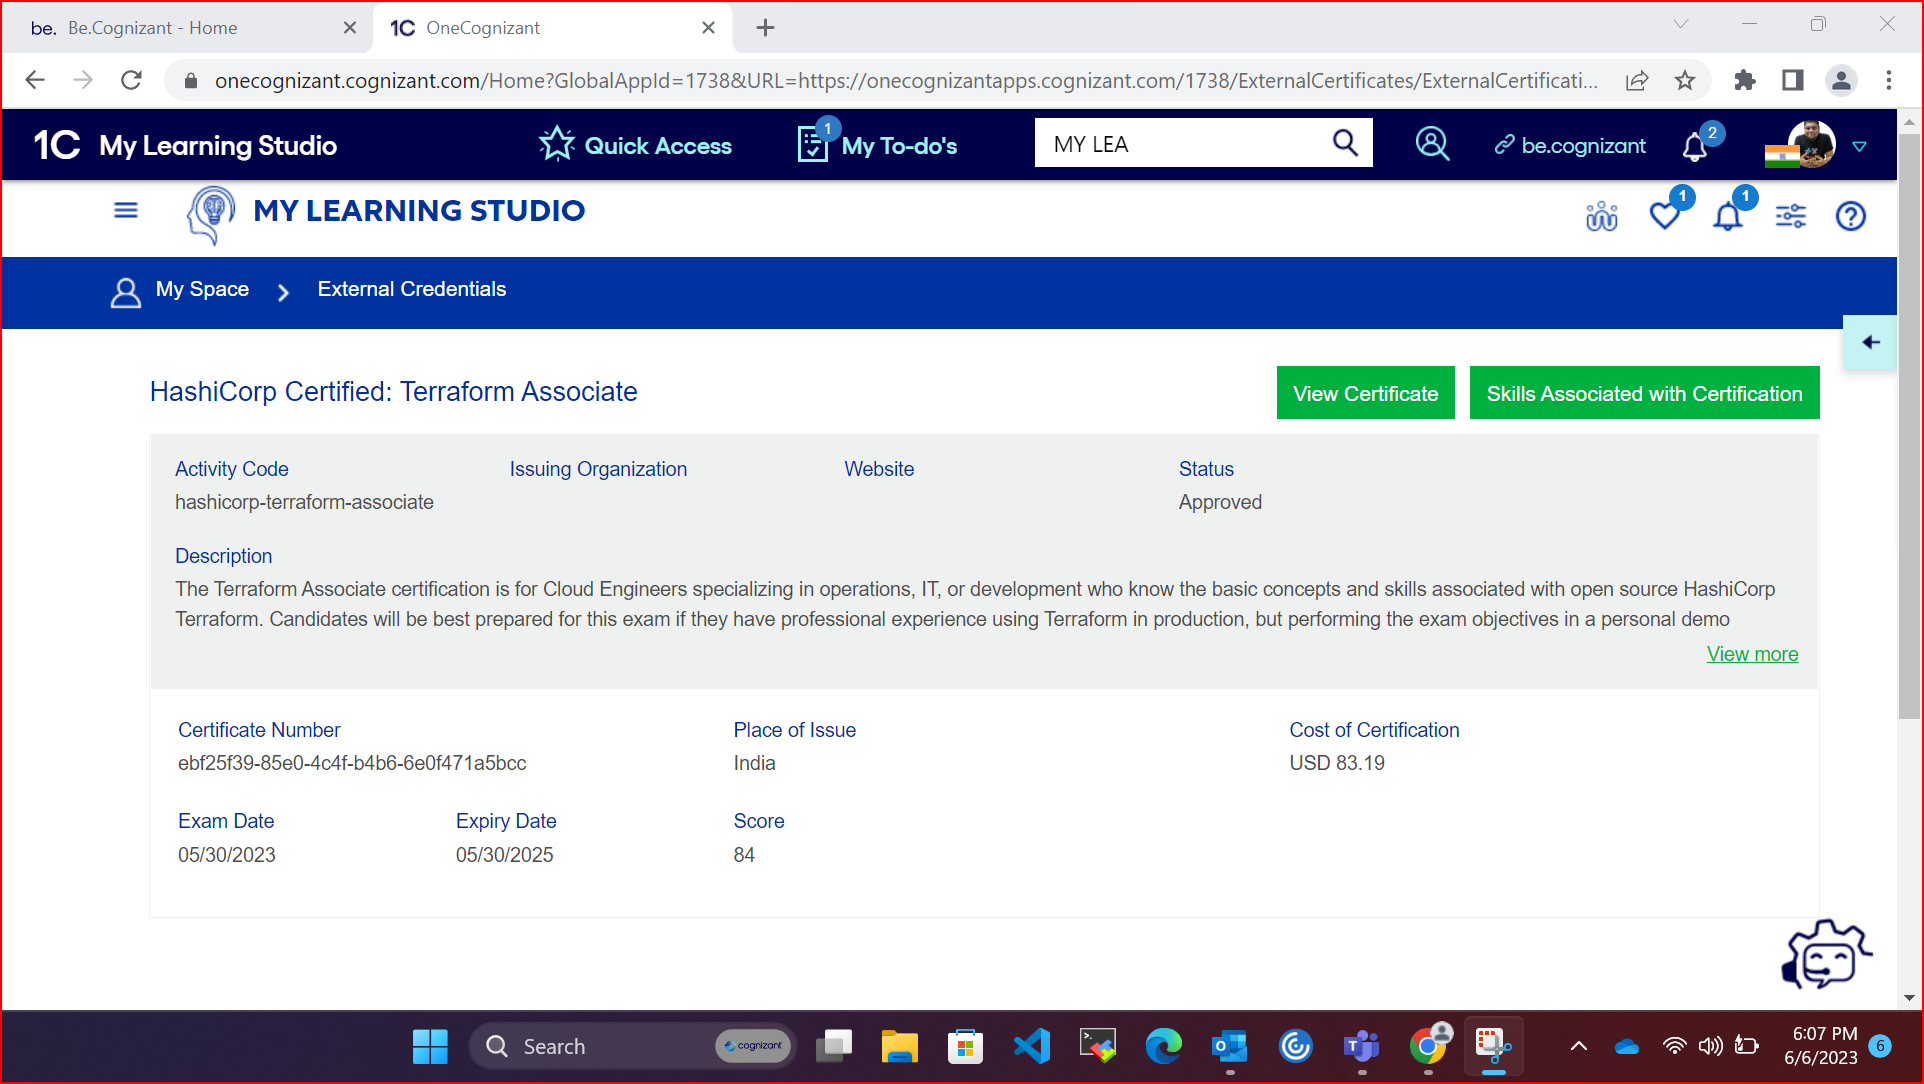 be. Be.Cognizant - Home
1C OneCognizant
onecognizant.cognizant.com/Home?GlobalAppId=1738&URL=https://onecognizantapps.cognizant.com/1738/ExternalCertificates/ExternalCertificati...
1C My Learning Studio
Quick Access
1
My To-do's
MY LEA
be.cognizant
2
MY LEARNING STUDIO
1
1
My Space
External Credentials
HashiCorp Certified: Terraform Associate
View Certificate
Skills Associated with Certification
Activity Code
Issuing Organization
Website
Status
hashicorp-terraform-associate
Approved
Description
The Terraform Associate certification is for Cloud Engineers specializing in operations, IT, or development who know the basic concepts and skills associated with open source HashiCorp
Terraform. Candidates will be best prepared for this exam if they have professional experience using Terraform in production, but performing the exam objectives in a personal demo
View more
Certificate Number
Place of Issue
Cost of Certification
ebf25f39-85e0-4c4f-b4b6-6e0f471a5bcc
India
USD 83.19
Exam Date
Expiry Date
Score
05/30/2023
05/30/2025
84
Search
cognizant
6:07 PM
6/6/2023
6